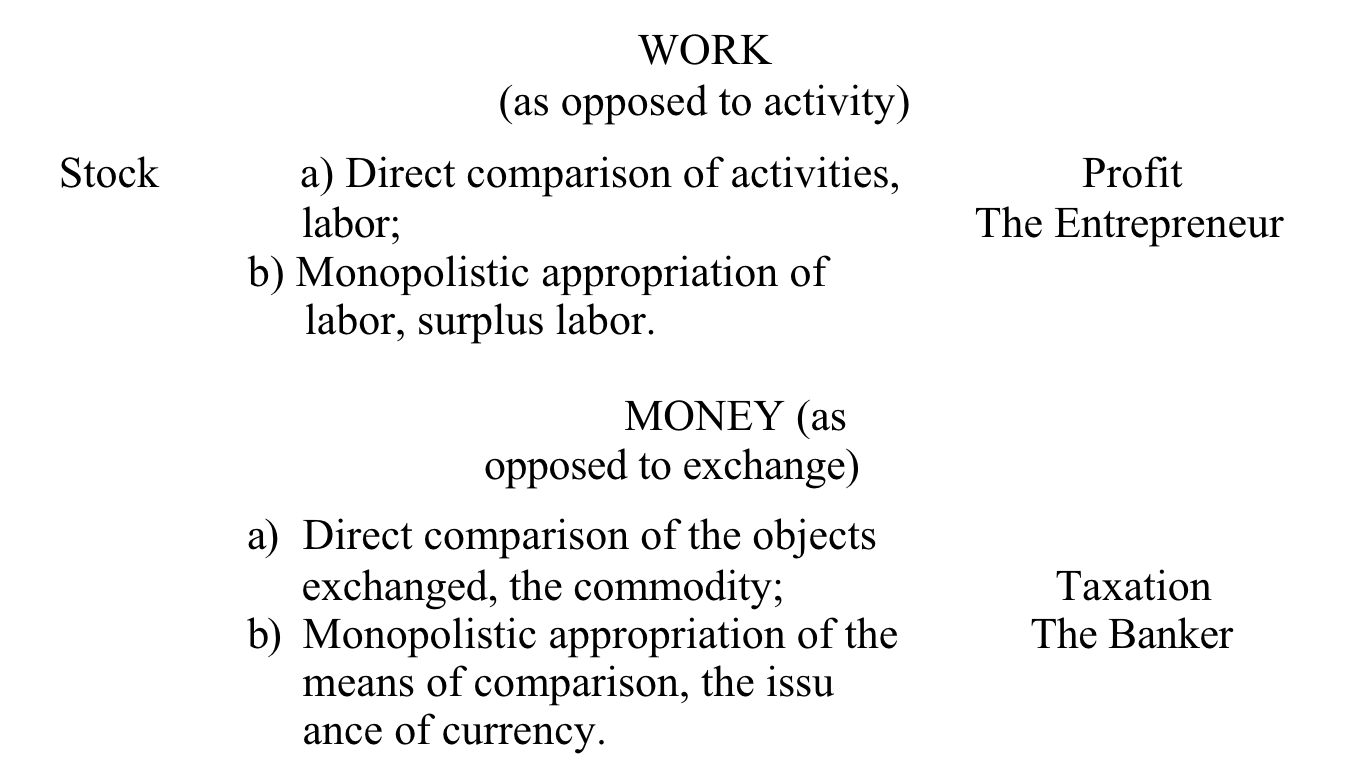 WORK
(as opposed to activity)
Stock a) Direct comparison of activities, Profit
labor; The Entrepreneur
b) Monopolistic appropriation of
labor, surplus labor.
MONEY (as
opposed to exchange)
a) Direct comparison of the objects
exchanged, the commodity; Taxation
b) Monopolistic appropriation of the The Banker
means of comparison, the issu
ance of currency.